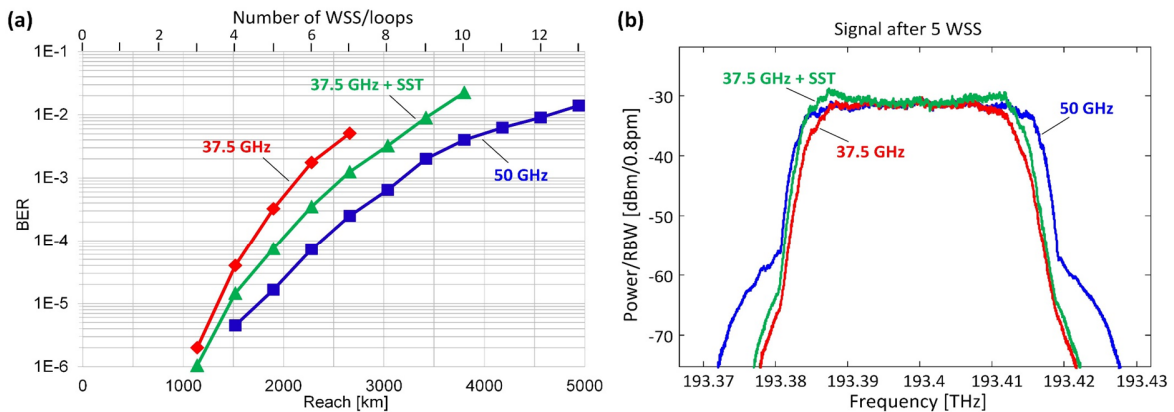 (a)
Number of WSS/loops
0 2 4 6 8 10 12
1E-1
1E-2
1E-3
1E-4
1E-5
1E-6
BER
37.5 GHz + SST
37.5 GHz
50 GHz
0 1000 2000 3000 4000 5000
Reach [km]
(b)
Signal after 5 WSS
37.5 GHz + SST
50 GHz
37.5 GHz
-30
-40
-50
-60
-70
Power/RBW [dBm/0.8pm]
193.37 193.38 193.39 193.4 193.41 193.42 193.43
Frequency [THz]